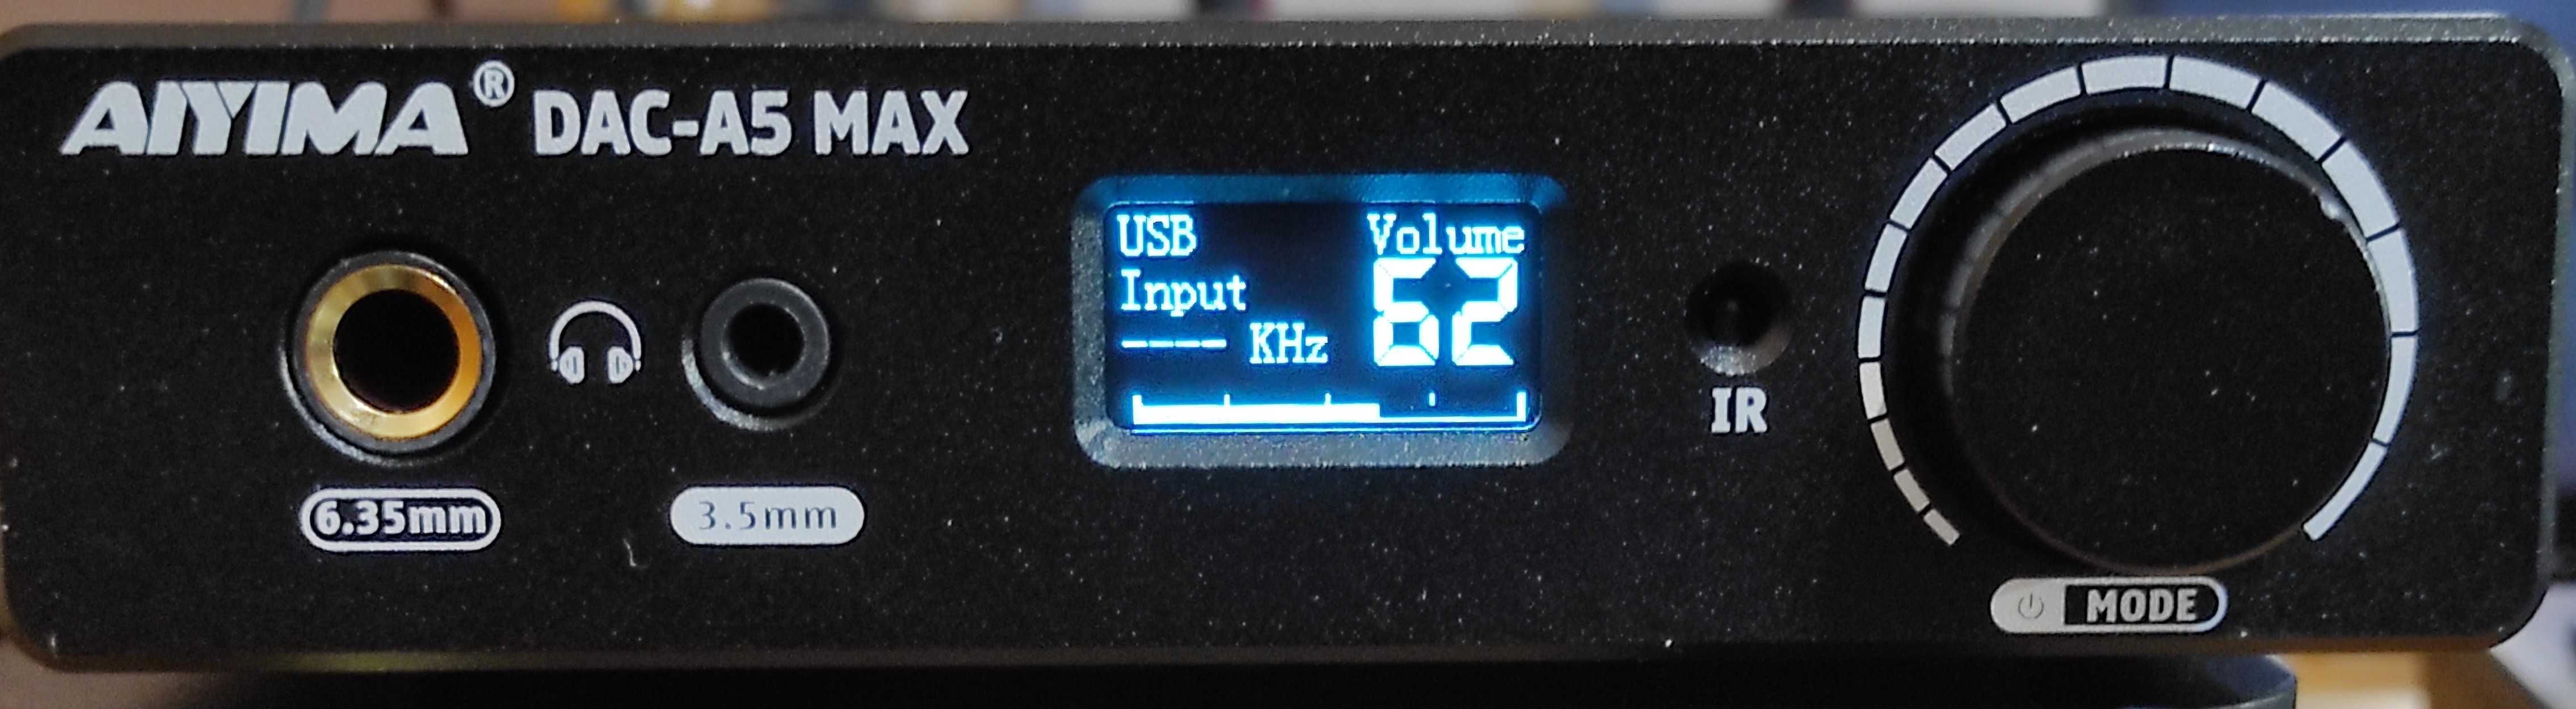 AIYIMA® DAC-A5 MAX
USB Volume
Input 62
---- KHz
IR
6.35mm 3.5mm
MODE